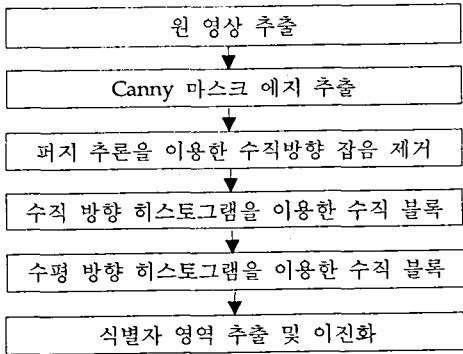 원 영상 추출
Canny 마스크 에지 추출
퍼지 추론을 이용한 수직방향 잡음 제거
수직 방향 히스토그램을 이용한 수직 블록
수평 방향 히스토그램을 이용한 수직 블록
식별자 영역 추출 및 이진화